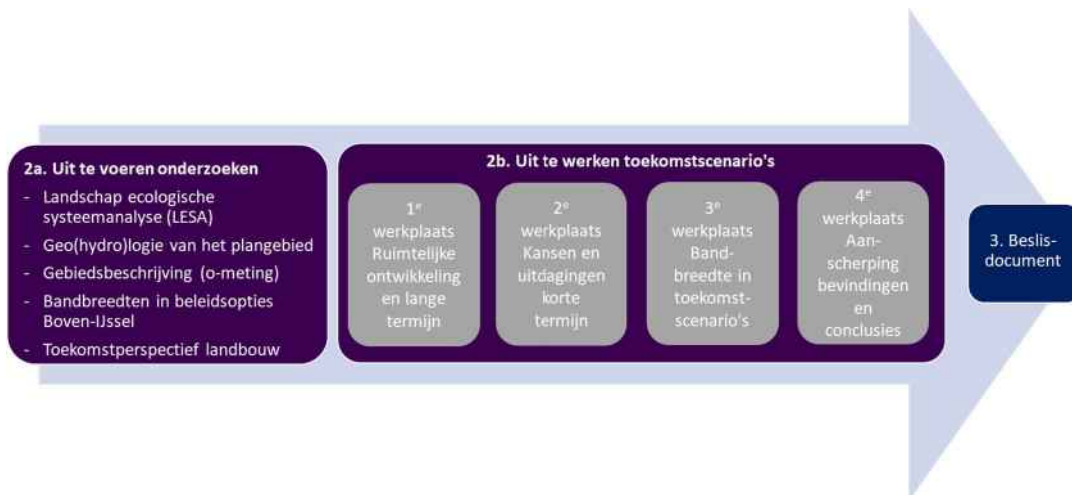 2a. Uit te voeren onderzoeken
- Landschap ecologische
systeemanalyse (LESA)
- Geo(hydro)logie van het plangebied
- Gebiedsbeschrijving (o-meting)
- Bandbreedten in beleidsopties
Boven-IJssel
- Toekomstperspectief landbouw
2b. Uit te werken toekomstscenario's
1e
werkplaats
Ruimtelijke
ontwikkeling
en lange
termijn
2e
werkplaats
Kansen en
uitdagingen
korte
termijn
3e
werkplaats
Band-
breedte in
toekomst-
scenario's
4e
werkplaats
Aan-
scherping
bevindingen
en
conclusies
3. Beslis-
document